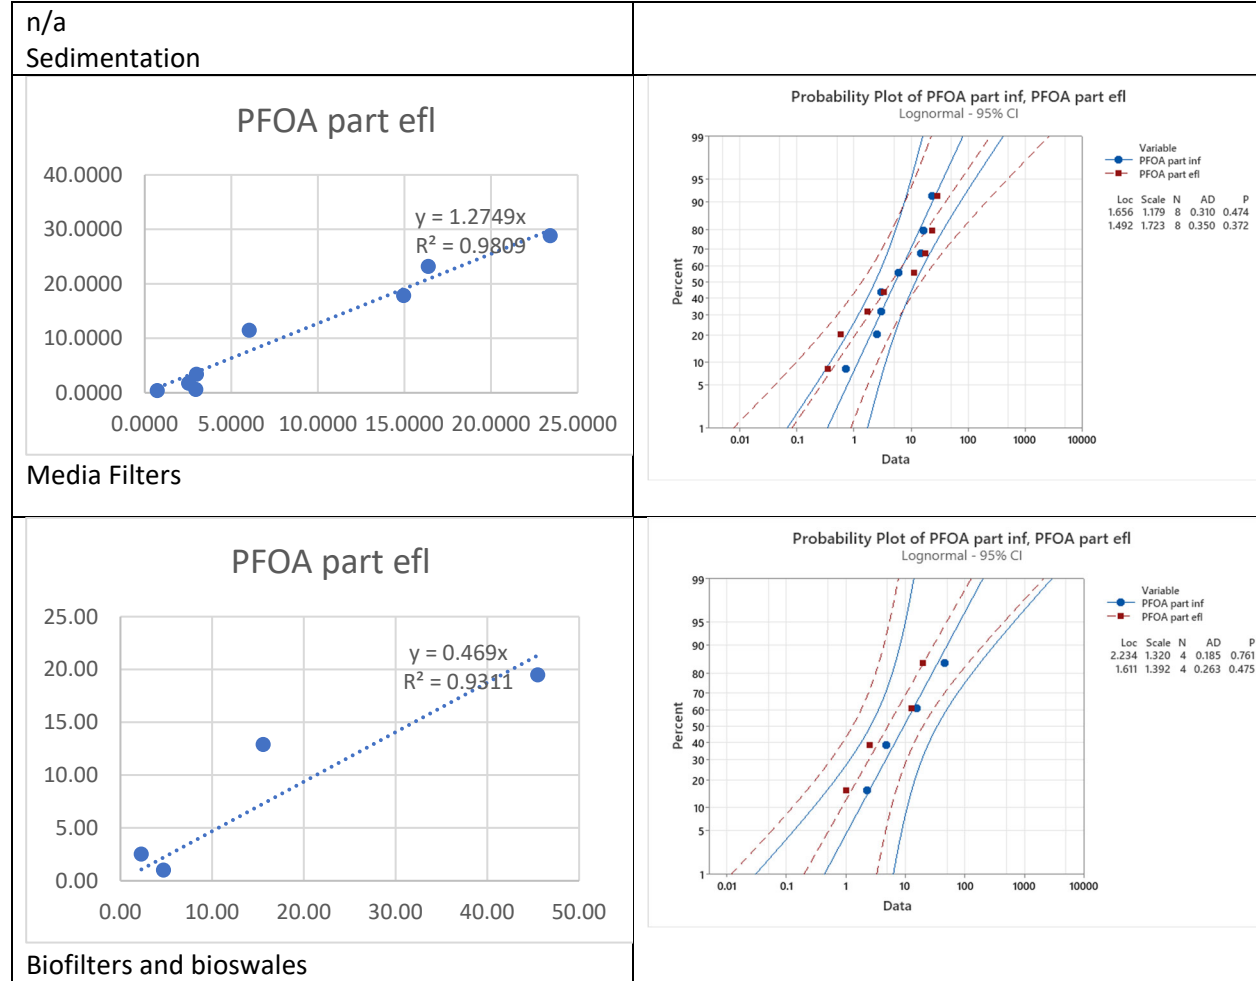 n/a
Sedimentation
PFOA part efl
40.0000
30.0000
20.0000
10.0000
0.0000
y = 1.2749x
R² = 0.9809
0.0000 5.0000 10.0000 15.0000 20.0000 25.0000
Media Filters
Probability Plot of PFOA part inf, PFOA part efl
Lognormal - 95% CI
99
95
90
80
70
60
50
40
30
20
10
5
1
Percent
0.01 0.1 1 10 100 1000 10000
Data
Variable
PFOA part inf
PFOA part efl
Loc Scale N AD P
1.656 1.179 8 0.310 0.474
1.492 1.723 8 0.350 0.372
PFOA part efl
25.00
20.00
15.00
10.00
5.00
0.00
y = 0.469x
R² = 0.9311
0.00 10.00 20.00 30.00 40.00 50.00
Biofilters and bioswales
Probability Plot of PFOA part inf, PFOA part efl
Lognormal - 95% CI
99
95
90
80
70
60
50
40
30
20
10
5
1
Percent
0.01 0.1 1 10 100 1000 10000
Data
Variable
PFOA part inf
PFOA part efl
Loc Scale N AD P
2.234 1.320 4 0.185 0.761
1.611 1.392 4 0.263 0.475